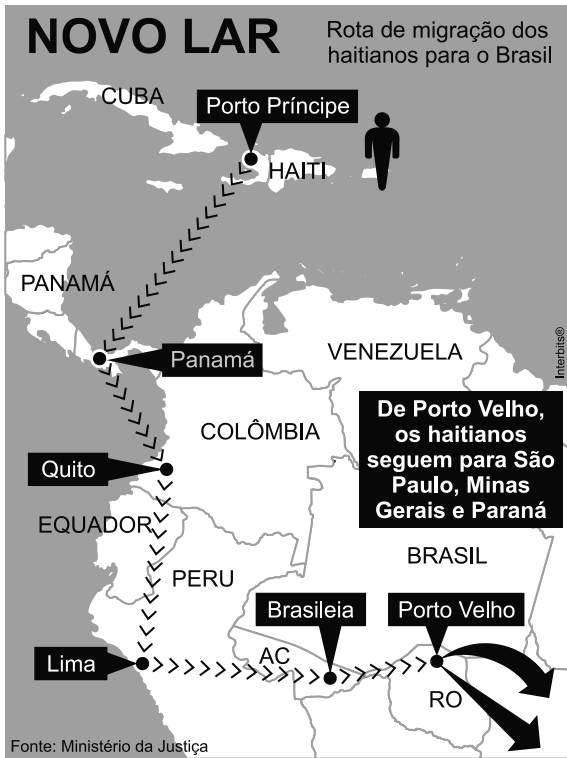 NOVO LAR
Rota de migração dos
haitianos para o Brasil
CUBA
Porto Príncipe
HAITI
PANAMÁ
Panamá
VENEZUELA
Interbits®
COLÔMBIA
De Porto Velho,
os haitianos
seguem para São
Paulo, Minas
Gerais e Paraná
Quito
EQUADOR
BRASIL
PERU
Brasileia
Porto Velho
Lima
AC
RO
Fonte: Ministério da Justiça